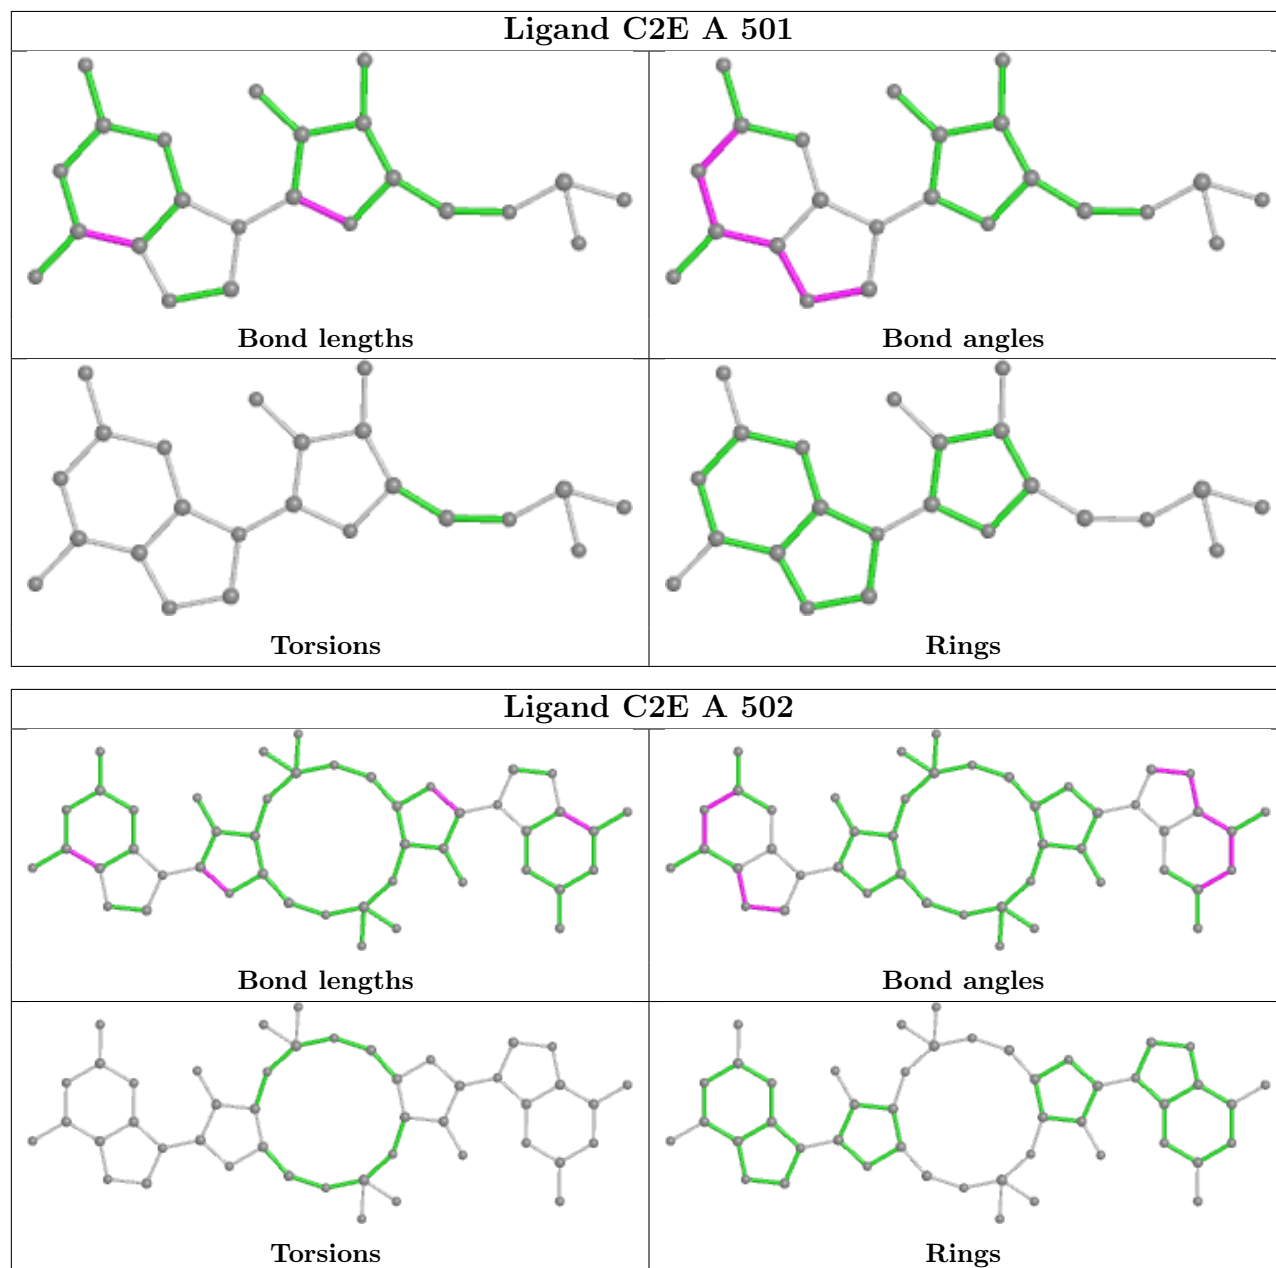 Ligand C2E A 501
Bond lengths
Bond angles
Torsions
Rings
Ligand C2E A 502
Bond lengths
Bond angles
Torsions
Rings